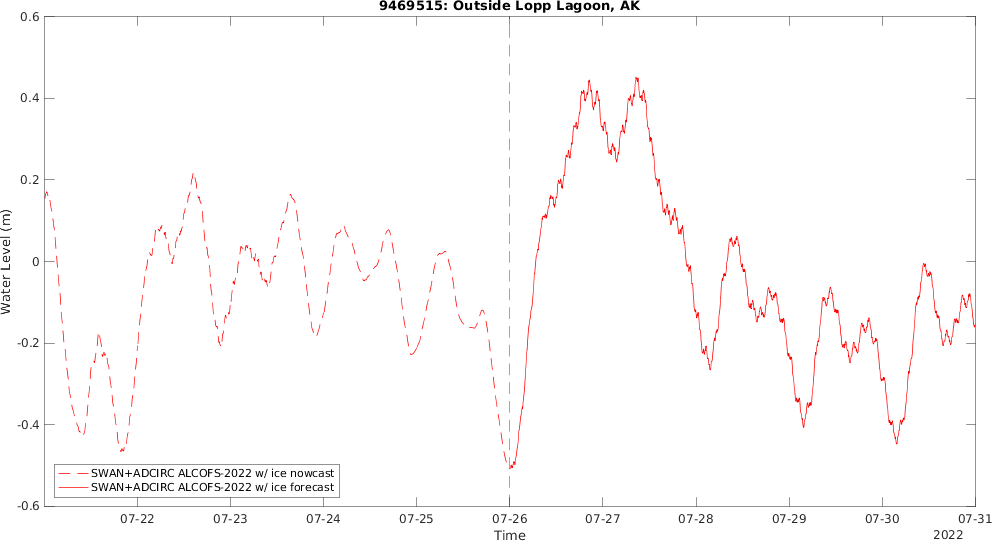 9469515: Outside Lopp Lagoon, AK
0.6
0.4
0.2
0
-0.2
-0.4
-0.6
Water Level (m)
SWAN+ADCIRC ALCOFS-2022 w/ ice nowcast
SWAN+ADCIRC ALCOFS-2022 w/ ice forecast
07-22 07-23 07-24 07-25 07-26 07-27 07-28 07-29 07-30 07-31
Time
2022